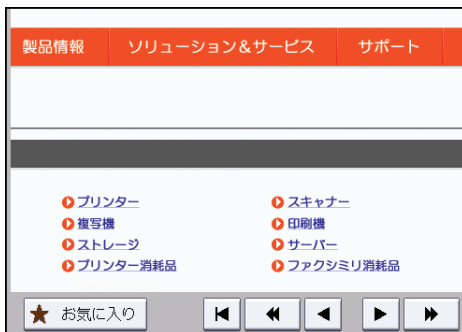 製品情報 ソリューション＆サービス サポート
プリンター スキャナー
複写機 印刷機
ストレージ サーバー
プリンター消耗品 ファクシミリ消耗品
お気に入り